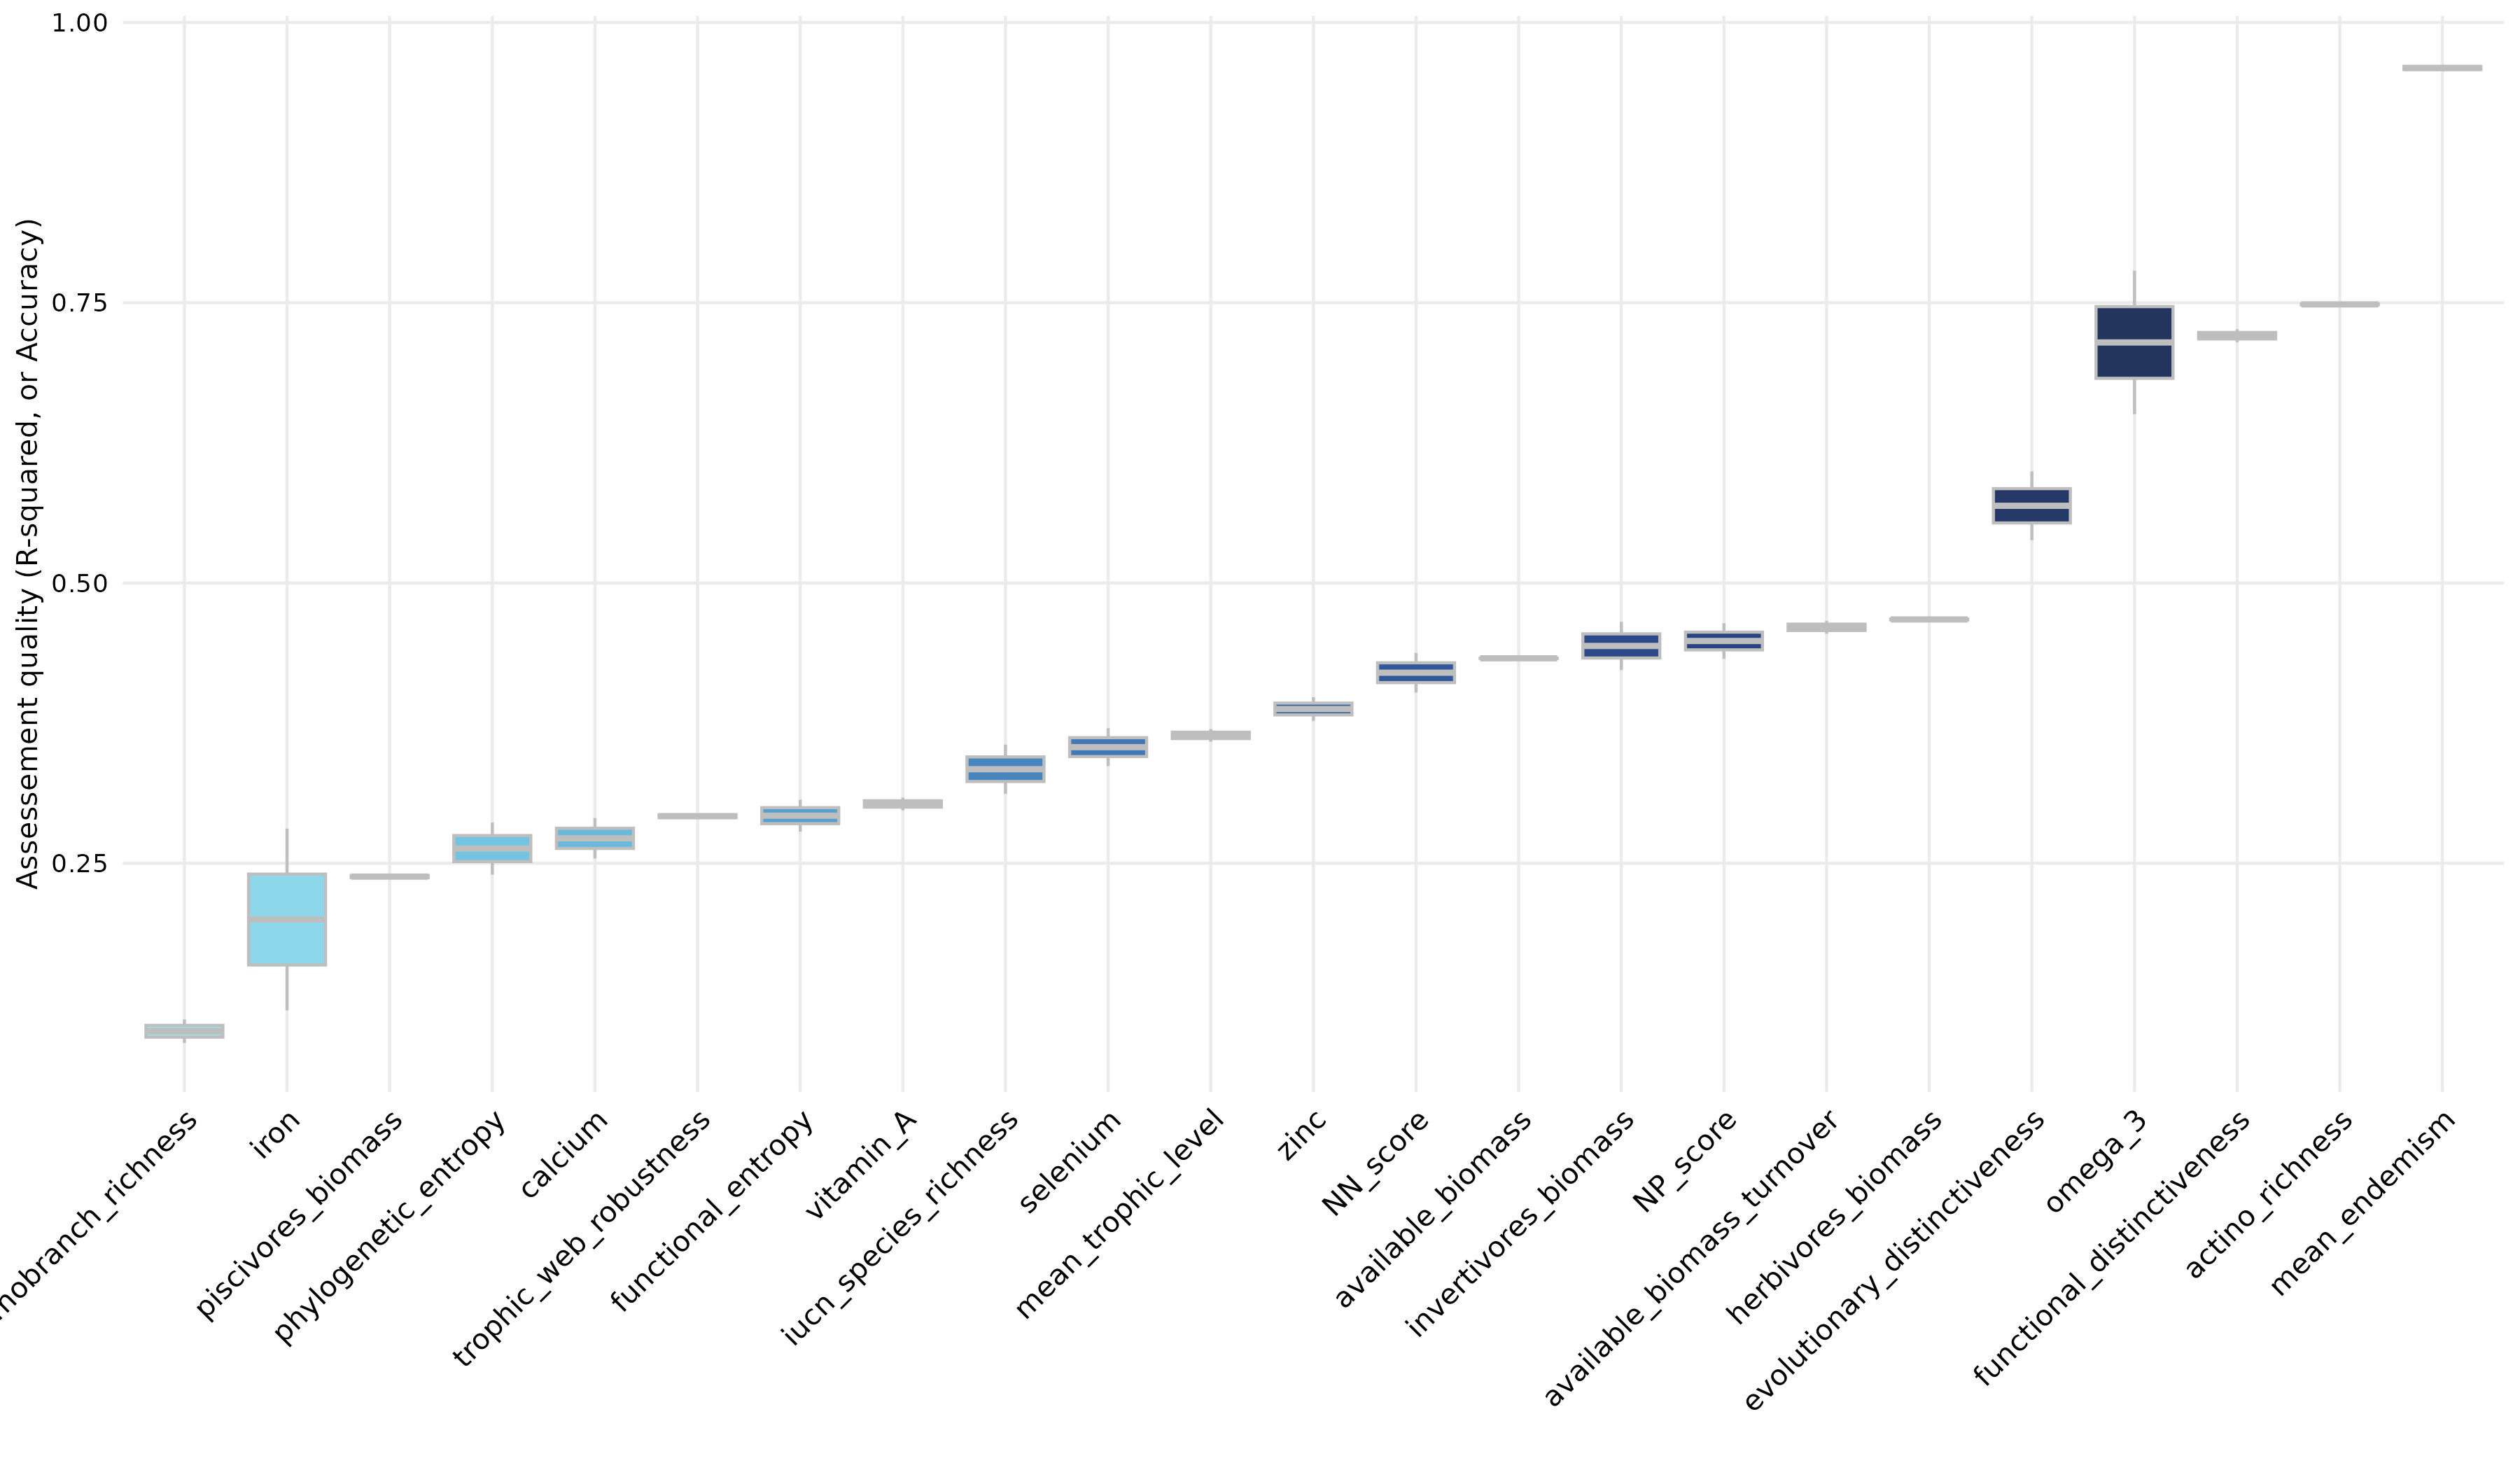 Assessement quality (R-squared, or Accuracy)
1.00
0.75
0.50
0.25
nobranch_richness
iron
piscivores_biomass
phylogenetic_entropy
calcium
trophic_web_robustness
functional_entropy
vitamin_A
iucn_species_richness
selenium
mean_trophic_level
zinc
NN_score
available_biomass
invertivores_biomass
NP_score
available_biomass_turnover
herbivores_biomass
evolutionary_distinctiveness
omega_3
functional_distinctiveness
actino_richness
mean_endemism